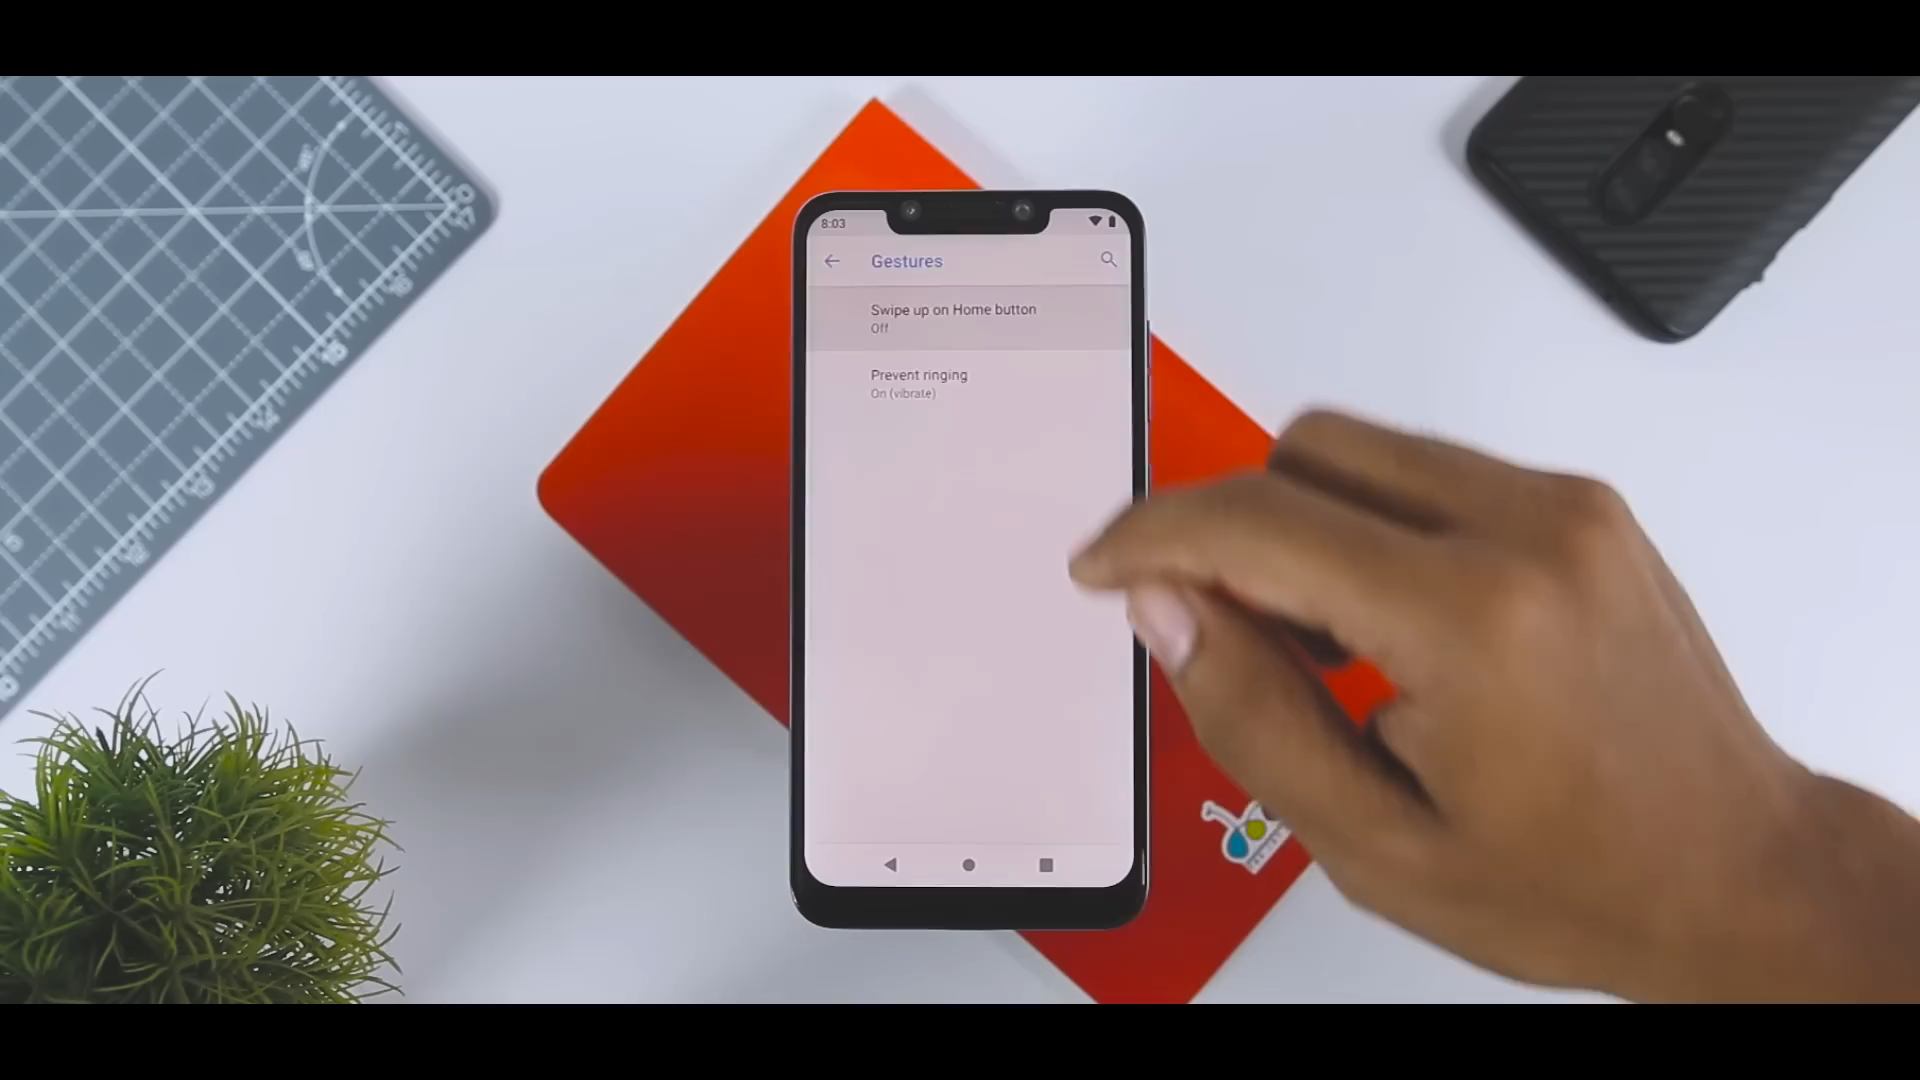 8:03
Gestures
Swipe up on Home button
Off
Prevent ringing
On (vibrate)